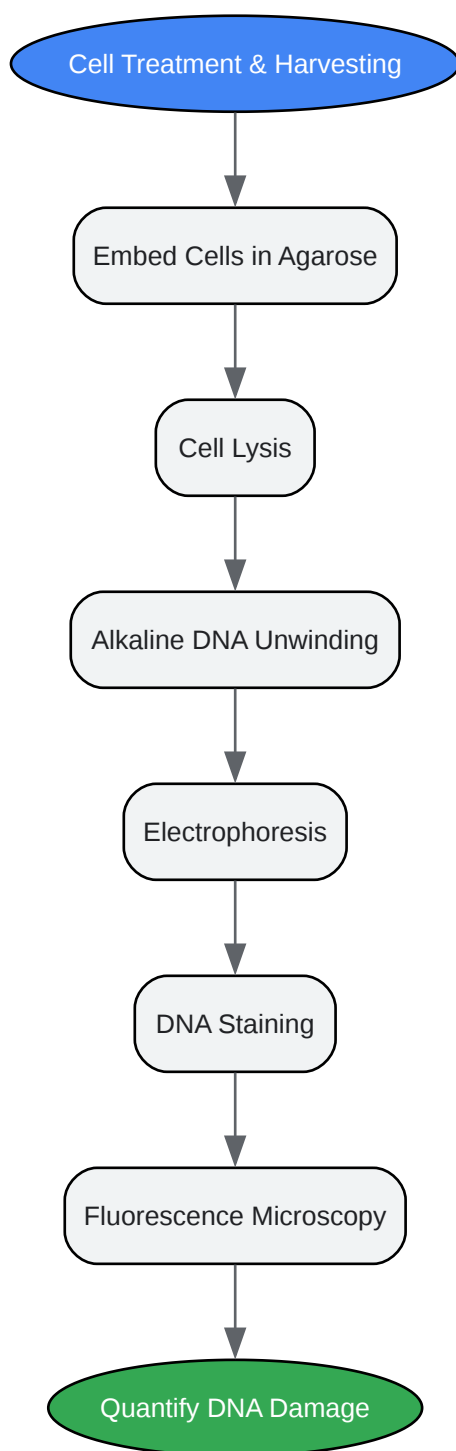 Cell Treatment & Harvesting
Embed Cells in Agarose
Cell Lysis
Alkaline DNA Unwinding
Electrophoresis
DNA Staining
Fluorescence Microscopy
Quantify DNA Damage